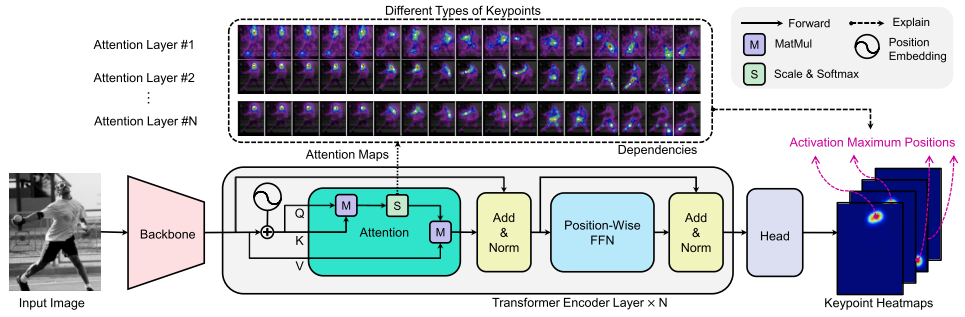 Different Types of Keypoints
Attention Layer #1
Attention Layer #2
⋮
Attention Layer #N
Forward
Explain
M
MatMul
Position
Embedding
S
Scale & Softmax
Attention Maps
Dependencies
Activation Maximum Positions
Input Image
Backbone
Q
K
V
M
S
M
Attention
Add
&
Norm
Position-Wise
FFN
Add
&
Norm
Transformer Encoder Layer × N
Head
Keypoint Heatmaps